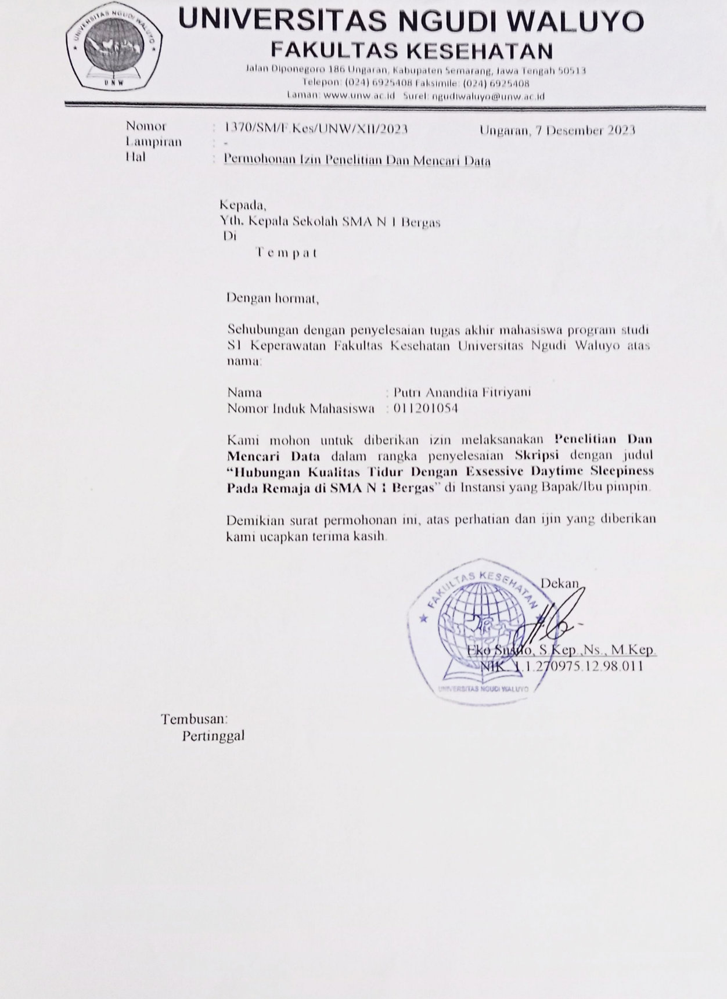 UNIVERSITAS NGUDI WALUYO
UNW
UNIVERSITAS NGUDI WALUYO
FAKULTAS KESEHATAN
Jalan Diponegoro 186 Ungaran, Kabupaten Semarang, Jawa Tengah 50513
Telepon: (024) 6925408 Faksimile: (024) 6925408
Laman: www.unw.ac.id Surel: ngudiwaluyo@unw.ac.id
Nomor : 1370/SM/F.Kes/UNW/XII/2023 Ungaran, 7 Desember 2023
Lampiran : -
Hal : Permohonan Izin Penelitian Dan Mencari Data
Kepada,
Yth. Kepala Sekolah SMA N 1 Bergas
Di
T e m p a t
Dengan hormat,
Sehubungan dengan penyelesaian tugas akhir mahasiswa program studi
S1 Keperawatan Fakultas Kesehatan Universitas Ngudi Waluyo atas
nama:
Nama : Putri Anandita Fitriyani
Nomor Induk Mahasiswa : 011201054
Kami mohon untuk diberikan izin melaksanakan Penelitian Dan
Mencari Data dalam rangka penyelesaian Skripsi dengan judul
“Hubungan Kualitas Tidur Dengan Exsessive Daytime Sleepiness
Pada Remaja di SMA N 1 Bergas” di Instansi yang Bapak/Ibu pimpin.
Demikian surat permohonan ini, atas perhatian dan ijin yang diberikan
kami ucapkan terima kasih.
Dekan
FAKULTAS KESEHATAN
Eko Susilo, S.Kep.,Ns., M.Kep.
NIK. 1.1.270975.12.98.011
UNIVERSITAS NGUDI WALUYO
Tembusan:
Pertinggal